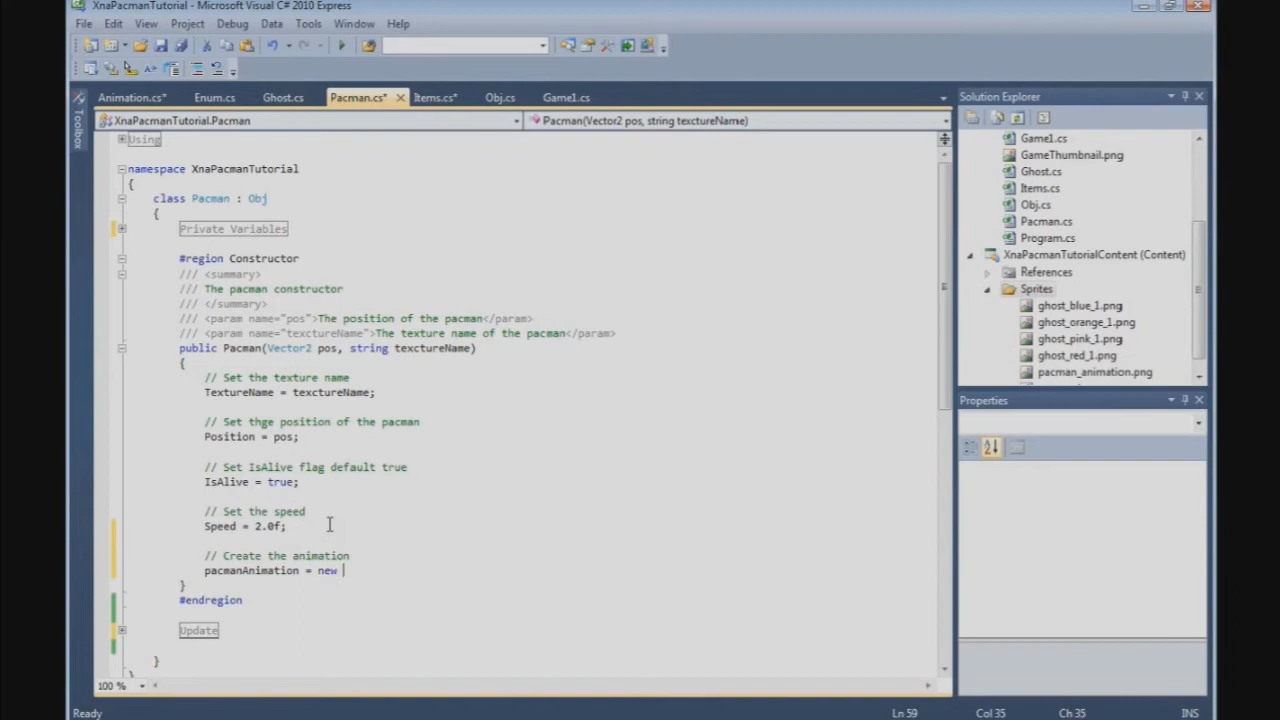 XnaPacmanTutorial - Microsoft Visual C# 2010 Express
File Edit View Project Debug Data Tools Window Help
Animation.cs* Enum.cs Ghost.cs Pacman.cs* Items.cs* Obj.cs Game1.cs
XnaPacmanTutorial.Pacman Pacman(Vector2 pos, string texctureName)
Toolbox
Using
namespace XnaPacmanTutorial
{
class Pacman : Obj
{
Private Variables
#region Constructor
/// <summary>
/// The pacman constructor
/// </summary>
/// <param name="pos">The position of the pacman</param>
/// <param name="texctureName">The texture name of the pacman</param>
public Pacman(Vector2 pos, string texctureName)
{
// Set the texture name
TextureName = texctureName;
// Set thge position of the pacman
Position = pos;
// Set IsAlive flag default true
IsAlive = true;
// Set the speed
Speed = 2.0f;
// Create the animation
pacmanAnimation = new
}
#endregion
Update
}
}
100 %
Solution Explorer
Game1.cs
GameThumbnail.png
Ghost.cs
Items.cs
Obj.cs
Pacman.cs
Program.cs
XnaPacmanTutorialContent (Content)
References
Sprites
ghost_blue_1.png
ghost_orange_1.png
ghost_pink_1.png
ghost_red_1.png
pacman_animation.png
Properties
Ready Ln 59 Col 35 Ch 35 INS